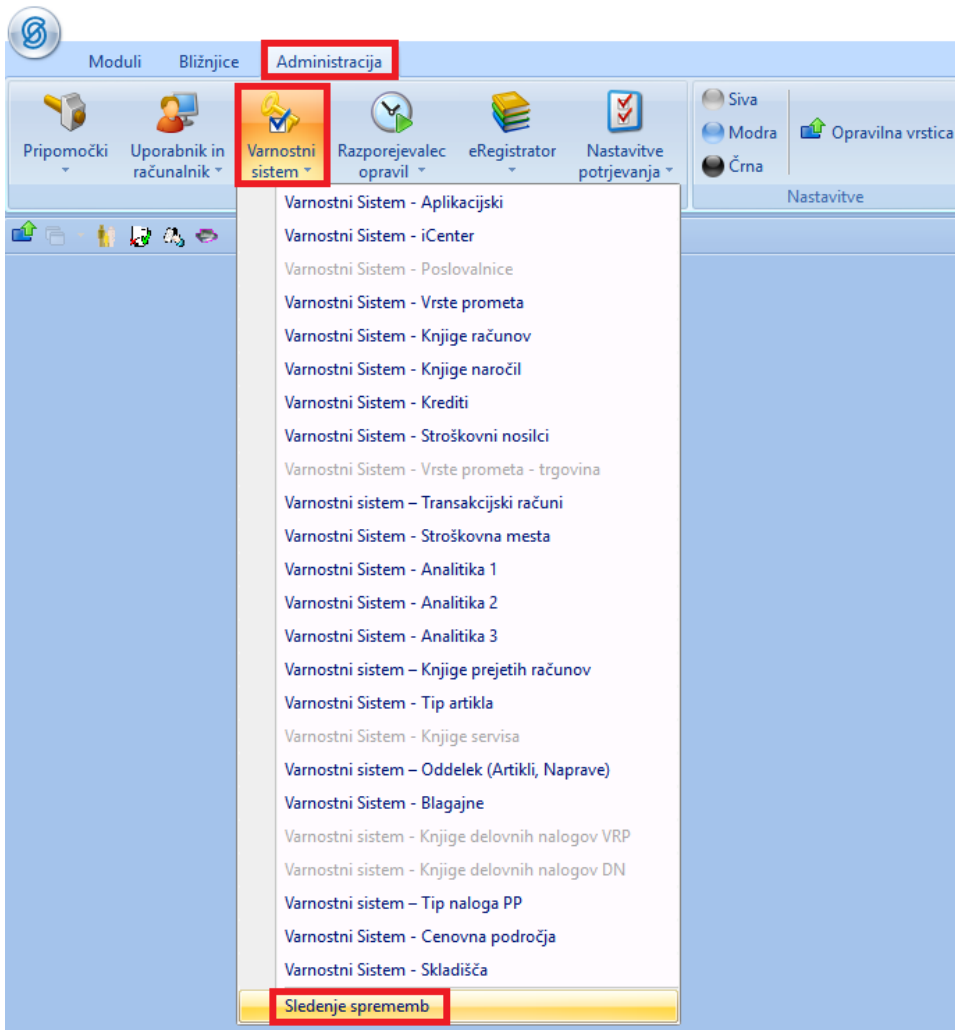 Moduli Bližnjice Administracija
Pripomočki
Uporabnik in
računalnik
Varnostni
sistem
Razporejevalec
opravil
eRegistrator
Nastavitve
potrjevanja
Siva
Modra
Črna
Opravilna vrstica
Nastavitve
Varnostni Sistem - Aplikacijski
Varnostni Sistem - iCenter
Varnostni Sistem - Poslovalnice
Varnostni Sistem - Vrste prometa
Varnostni Sistem - Knjige računov
Varnostni Sistem - Knjige naročil
Varnostni Sistem - Krediti
Varnostni Sistem - Stroškovni nosilci
Varnostni Sistem - Vrste prometa - trgovina
Varnostni sistem – Transakcijski računi
Varnostni Sistem - Stroškovna mesta
Varnostni Sistem - Analitika 1
Varnostni Sistem - Analitika 2
Varnostni Sistem - Analitika 3
Varnostni sistem – Knjige prejetih računov
Varnostni Sistem - Tip artikla
Varnostni Sistem - Knjige servisa
Varnostni sistem – Oddelek (Artikli, Naprave)
Varnostni Sistem - Blagajne
Varnostni sistem - Knjige delovnih nalogov VRP
Varnostni sistem - Knjige delovnih nalogov DN
Varnostni sistem – Tip naloga PP
Varnostni Sistem - Cenovna področja
Varnostni Sistem - Skladišča
Sledenje sprememb